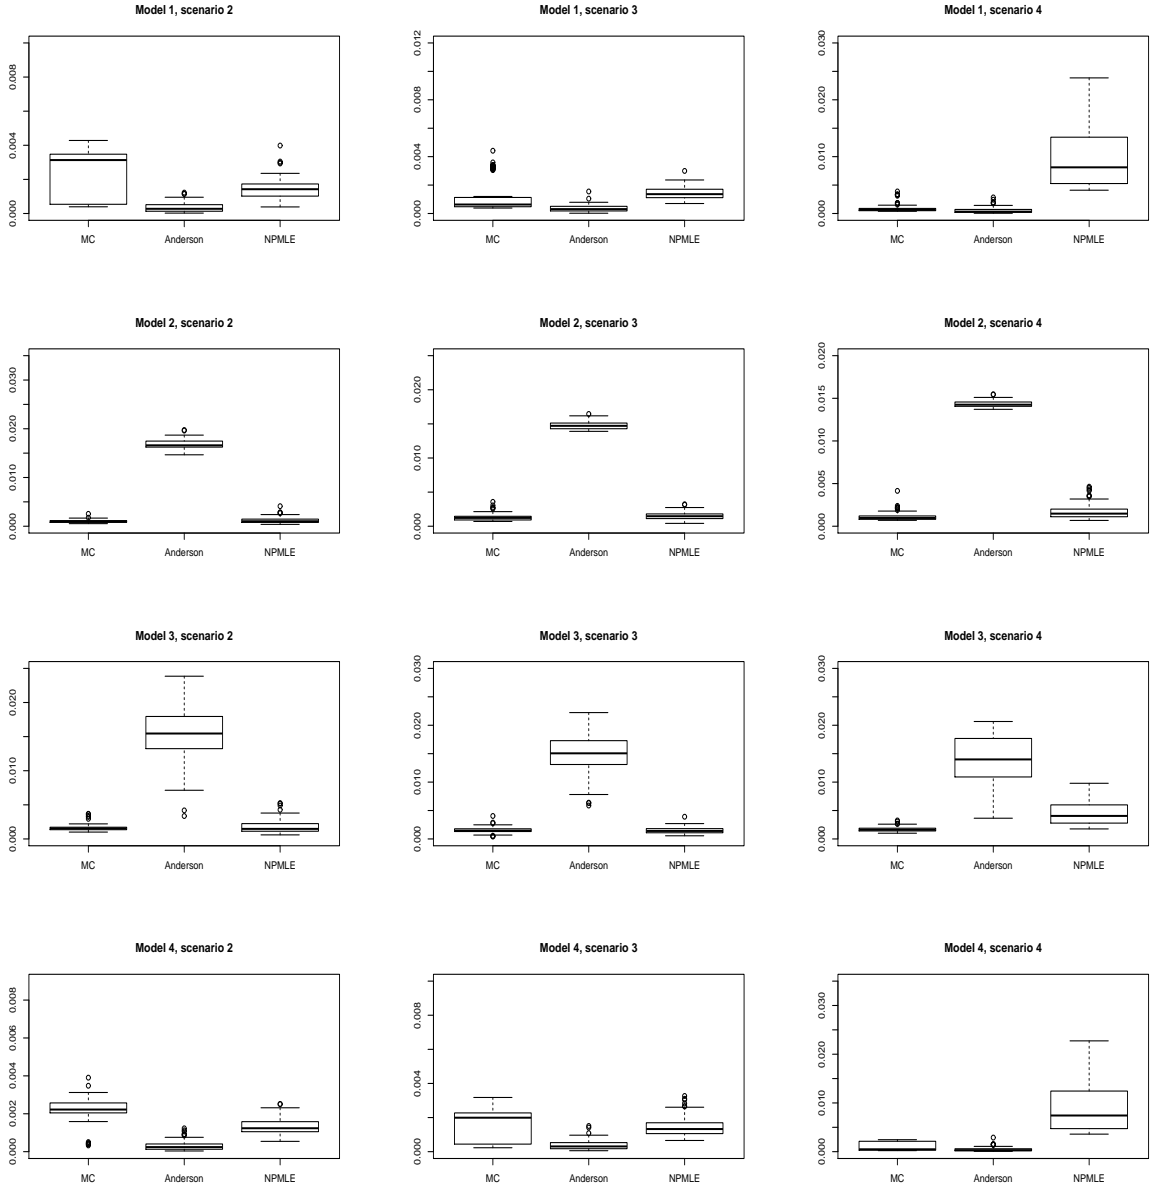 Model 1, scenario 2
Model 1, scenario 3
Model 1, scenario 4
0.000 0.004 0.008
0.000 0.004 0.008 0.012
0.000 0.010 0.020 0.030
MC Anderson NPMLE
MC Anderson NPMLE
MC Anderson NPMLE
Model 2, scenario 2
Model 2, scenario 3
Model 2, scenario 4
0.000 0.010 0.020 0.030
0.000 0.010 0.020
0.000 0.005 0.010 0.015 0.020
MC Anderson NPMLE
MC Anderson NPMLE
MC Anderson NPMLE
Model 3, scenario 2
Model 3, scenario 3
Model 3, scenario 4
0.000 0.010 0.020
0.000 0.010 0.020 0.030
0.000 0.010 0.020 0.030
MC Anderson NPMLE
MC Anderson NPMLE
MC Anderson NPMLE
Model 4, scenario 2
Model 4, scenario 3
Model 4, scenario 4
0.000 0.002 0.004 0.006 0.008
0.000 0.004 0.008
0.000 0.010 0.020 0.030
MC Anderson NPMLE
MC Anderson NPMLE
MC Anderson NPMLE